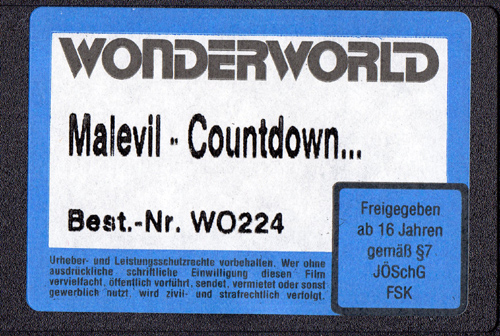 WONDERWORLD
Malevil - Countdown...
Best.-Nr. WO224
Freigegeben
ab 16 Jahren
gemäß §7
JÖSchG
FSK
Urheber- und Leistungsschutzrechte vorbehalten. Wer ohne
ausdrückliche schriftliche Einwilligung diesen Film
vervielfacht, öffentlich vorführt, sendet, vermietet oder sonst
gewerblich nutzt, wird zivil- und strafrechtlich verfolgt.